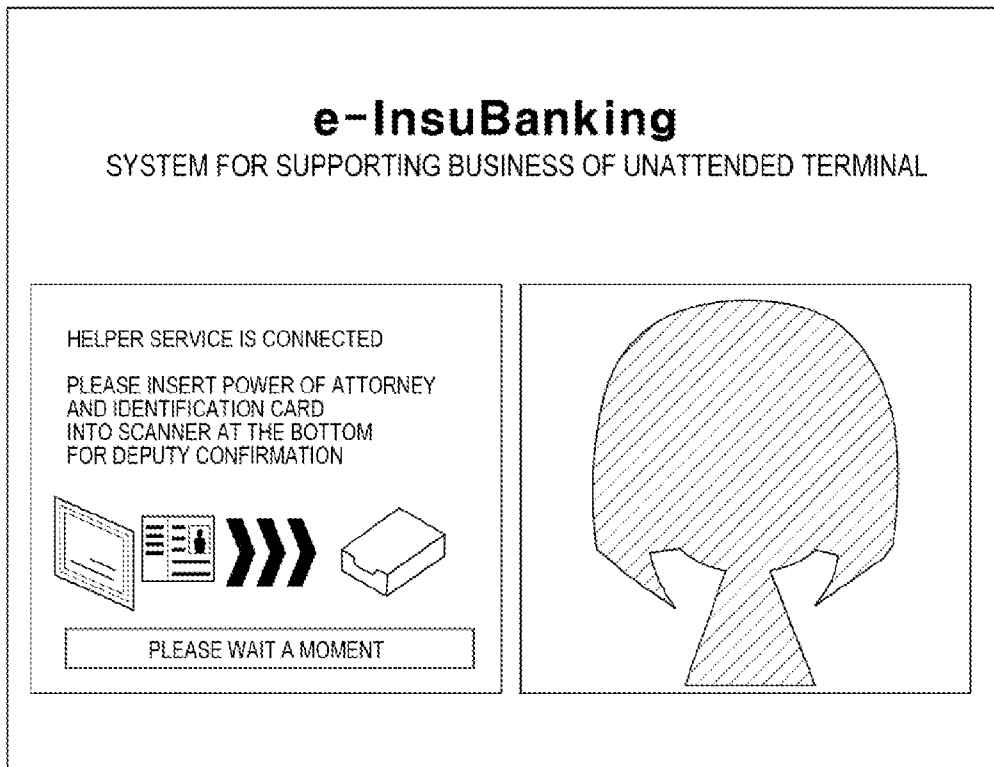 e-InsuBanking
SYSTEM FOR SUPPORTING BUSINESS OF UNATTENDED TERMINAL
HELPER SERVICE IS CONNECTED
PLEASE INSERT POWER OF ATTORNEY
AND IDENTIFICATION CARD
INTO SCANNER AT THE BOTTOM
FOR DEPUTY CONFIRMATION
PLEASE WAIT A MOMENT